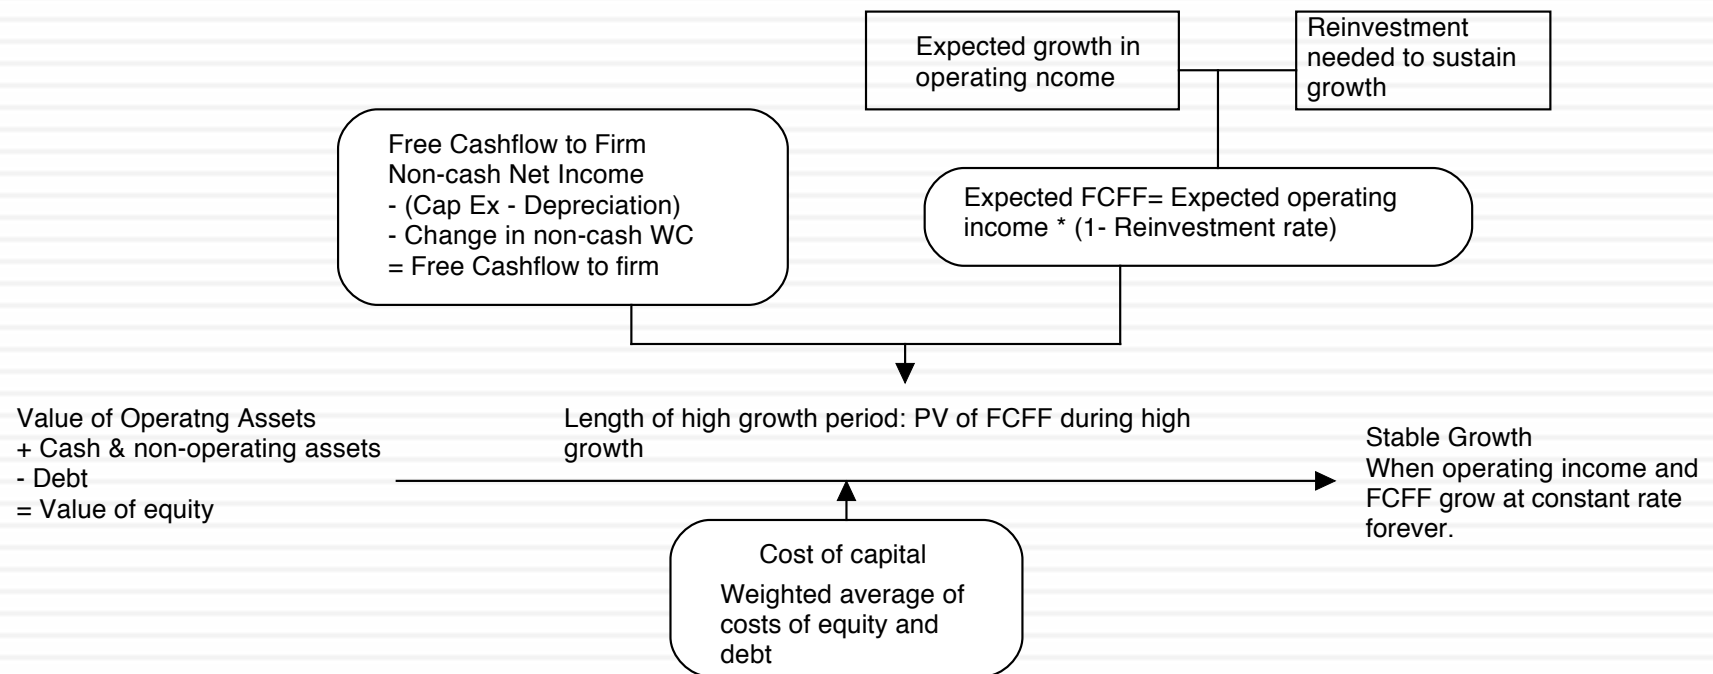 Expected growth in
operating ncome
Reinvestment
needed to sustain
growth
Free Cashflow to Firm
Non-cash Net Income
- (Cap Ex - Depreciation)
- Change in non-cash WC
= Free Cashflow to firm
Expected FCFF= Expected operating
income * (1- Reinvestment rate)
Value of Operatng Assets
+ Cash & non-operating assets
- Debt
= Value of equity
Length of high growth period: PV of FCFF during high
growth
Stable Growth
When operating income and
FCFF grow at constant rate
forever.
Cost of capital
Weighted average of
costs of equity and
debt